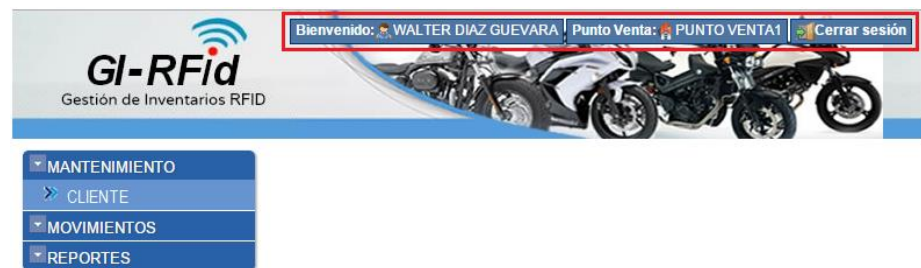 Bienvenido: WALTER DIAZ GUEVARA Punto Venta: PUNTO VENTA1 Cerrar sesión
GI-RFid
Gestión de Inventarios RFID
MANTENIMIENTO
CLIENTE
MOVIMIENTOS
REPORTES